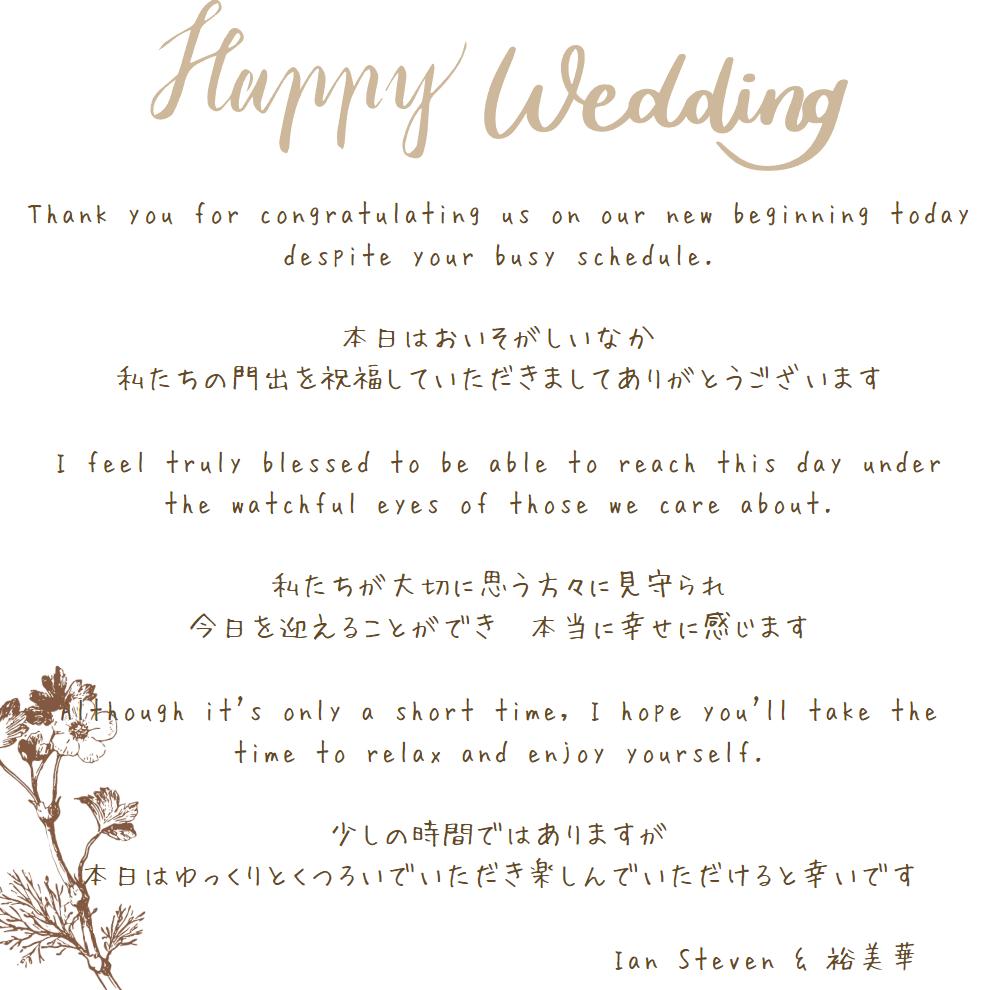 Happy Wedding
Thank you for congratulating us on our new beginning today
despite your busy schedule.
本日はおいそがしいなか
私たちの門出を祝福していただきましてありがとうございます
I feel truly blessed to be able to reach this day under
the watchful eyes of those we care about.
私たちが大切に思う方々に見守られ
今日を迎えることができ　本当に幸せに感じます
Although it's only a short time, I hope you'll take the
time to relax and enjoy yourself.
少しの時間ではありますが
本日はゆっくりとくつろいでいただき楽しんでいただけると幸いです
Ian Steven & 裕美華